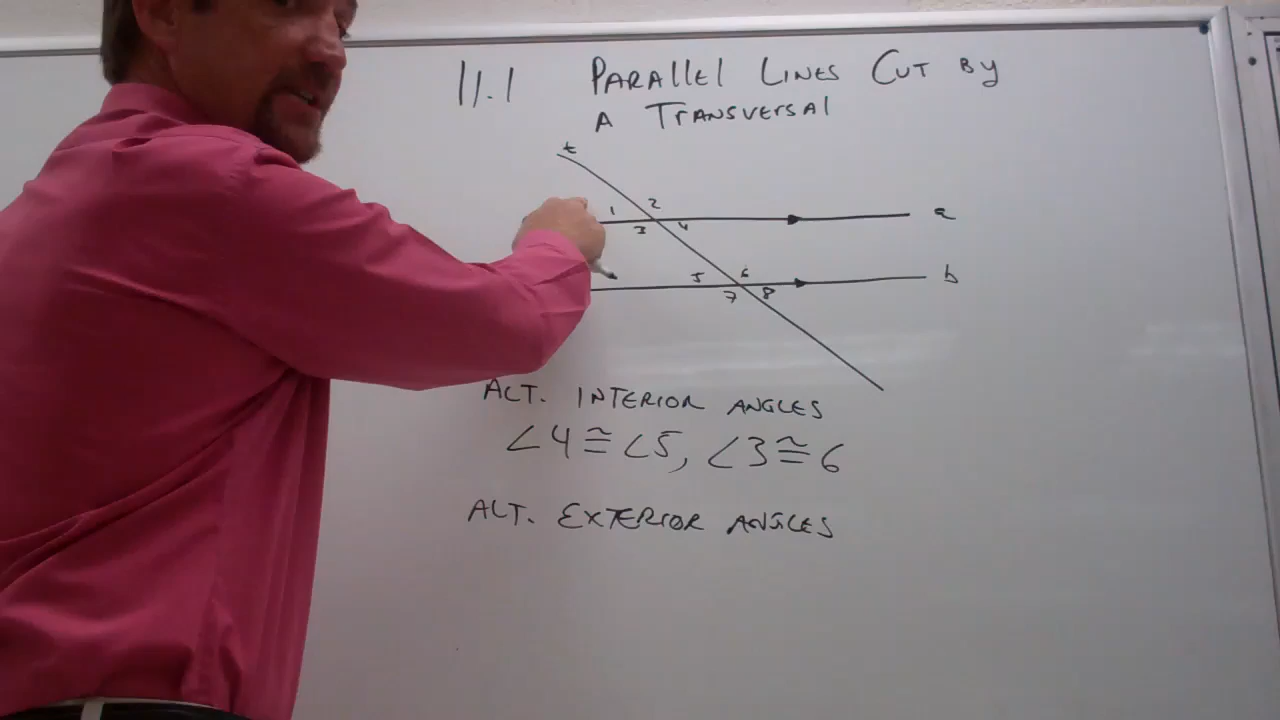 11.1 PARALLEL LINES CUT BY
A TRANSVERSAL
t
1 2
3 4
a
5 6
7 8
b
ALT. INTERIOR ANGLES
∠4≅∠5, ∠3≅6
ALT. EXTERIOR ANGLES